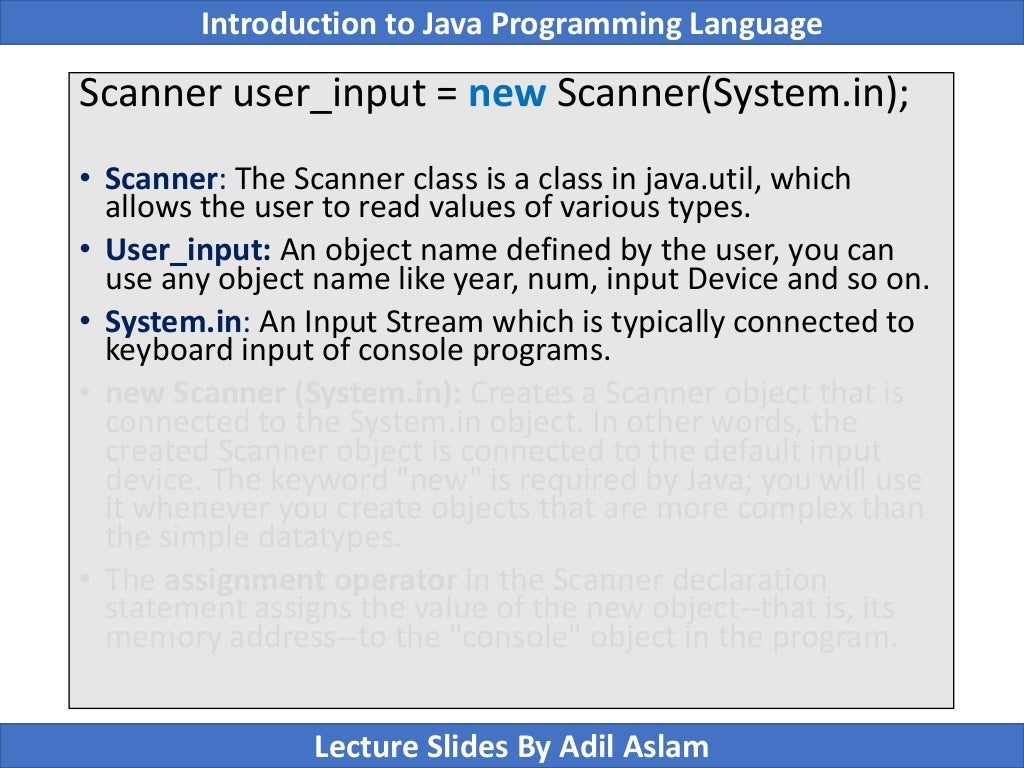 Introduction to Java Programming Language
Scanner user_input = new Scanner(System.in);
• Scanner: The Scanner class is a class in java.util, which
allows the user to read values of various types.
• User_input: An object name defined by the user, you can
use any object name like year, num, input Device and so on.
• System.in: An Input Stream which is typically connected to
keyboard input of console programs.
• new Scanner (System.in): Creates a Scanner object that is
connected to the System.in object. In other words, the
created Scanner object is connected to the default input
device. The keyword "new" is required by Java; you will use
it whenever you create objects that are more complex than
the simple datatypes.
• The assignment operator in the Scanner declaration
statement assigns the value of the new object--that is, its
memory address--to the "console" object in the program.
Lecture Slides By Adil Aslam